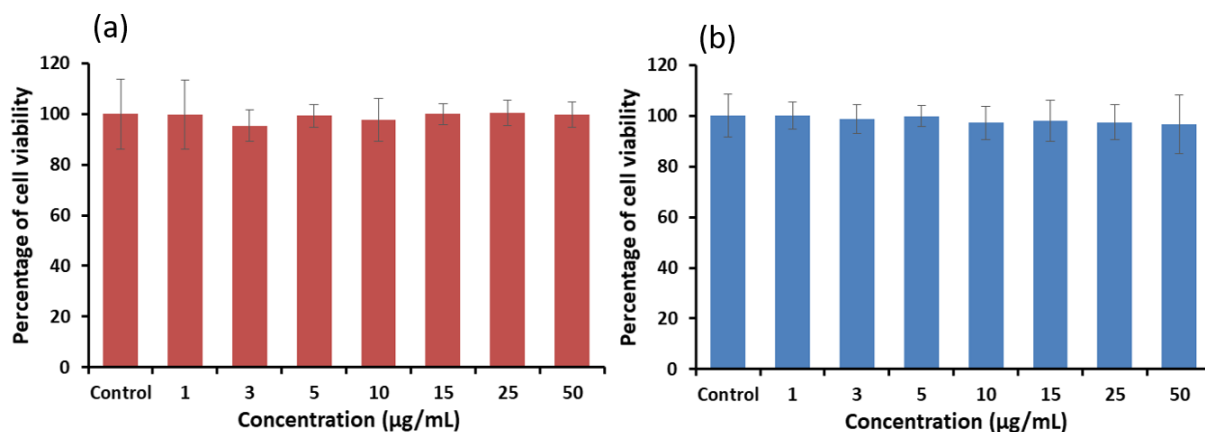 (a)
Percentage of cell viability
120
100
80
60
40
20
0
Control 1 3 5 10 15 25 50
Concentration (µg/mL)
(b)
Percentage of cell viability
120
100
80
60
40
20
0
Control 1 3 5 10 15 25 50
Concentration (µg/mL)